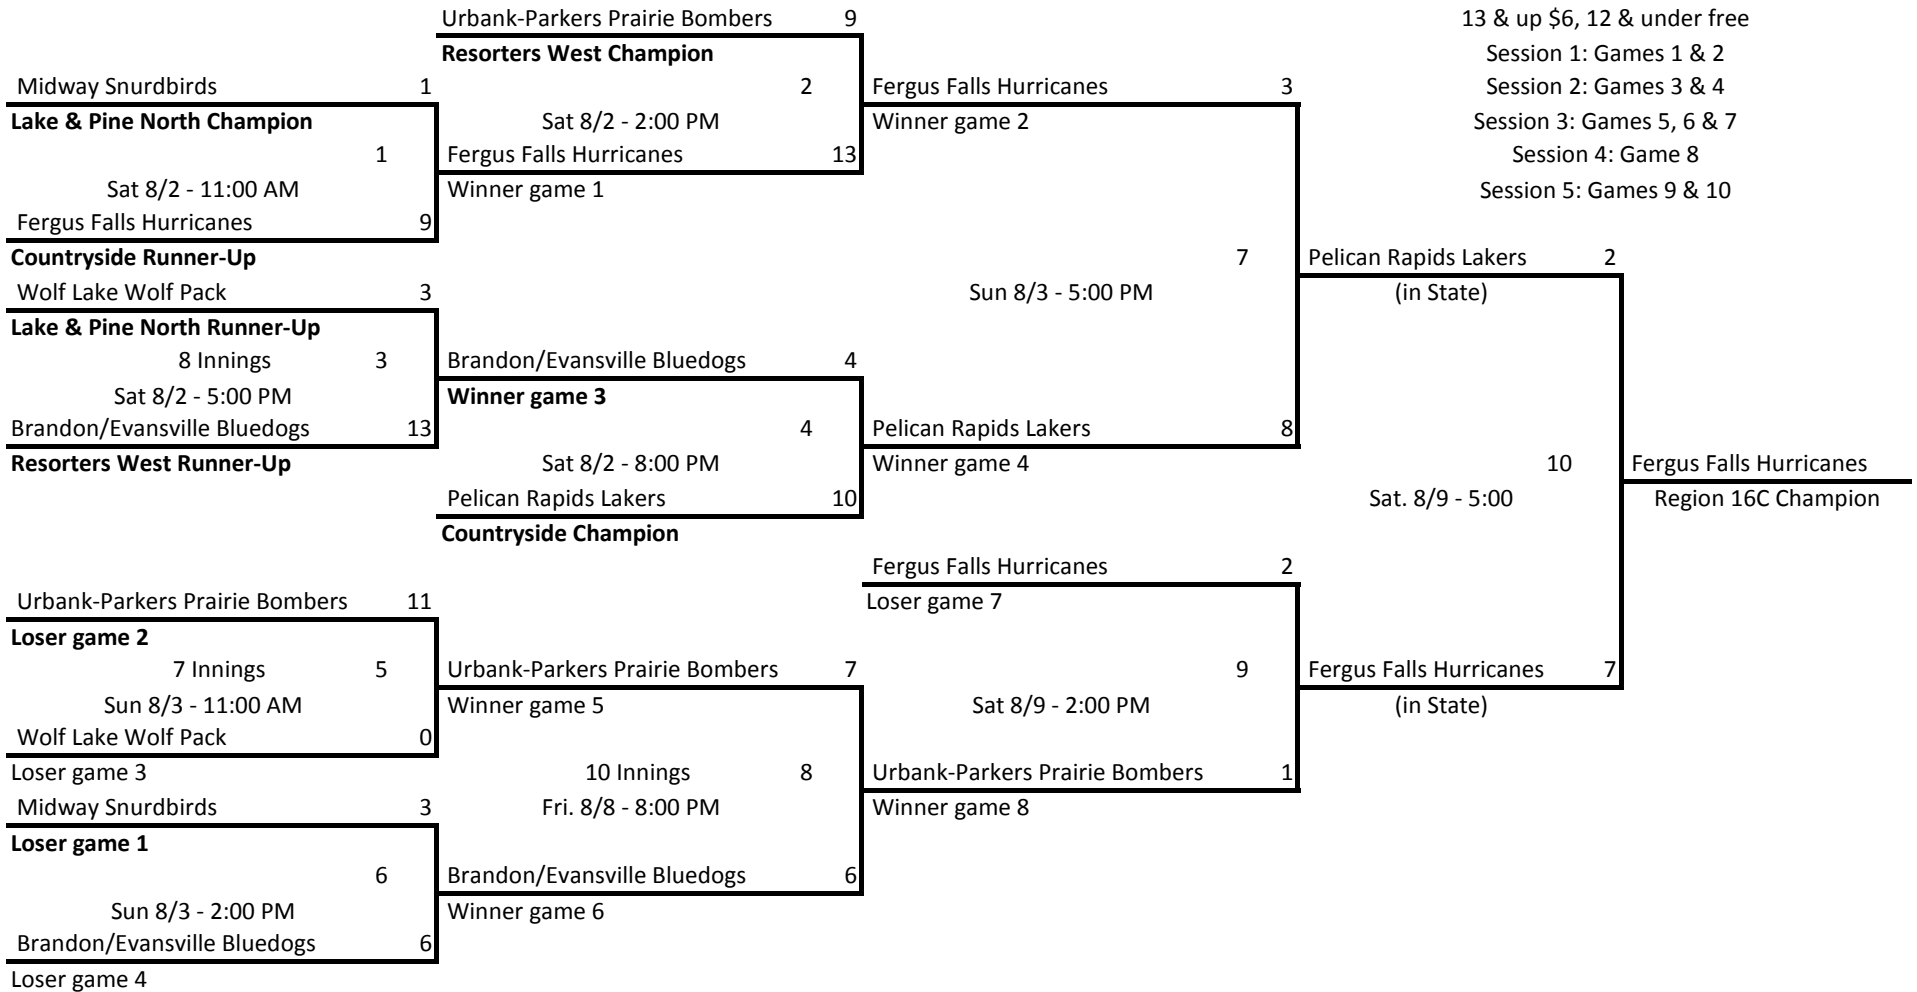 Urbank-Parkers Prairie Bombers 9
Resorters West Champion
13 & up $6, 12 & under free
Session 1: Games 1 & 2
Session 2: Games 3 & 4
Session 3: Games 5, 6 & 7
Session 4: Game 8
Session 5: Games 9 & 10
Midway Snurdbirds 1
Lake & Pine North Champion
1
Sat 8/2 - 11:00 AM
Fergus Falls Hurricanes 9
Countryside Runner-Up
2
Sat 8/2 - 2:00 PM
Fergus Falls Hurricanes 13
Winner game 1
Fergus Falls Hurricanes 3
Winner game 2
Wolf Lake Wolf Pack 3
Lake & Pine North Runner-Up
8 Innings 3
Sat 8/2 - 5:00 PM
Brandon/Evansville Bluedogs 13
Resorters West Runner-Up
Brandon/Evansville Bluedogs 4
Winner game 3
4
Sat 8/2 - 8:00 PM
Pelican Rapids Lakers 10
Countryside Champion
7
Sun 8/3 - 5:00 PM
Pelican Rapids Lakers 8
Winner game 4
Pelican Rapids Lakers 2
(in State)
10
Sat. 8/9 - 5:00
Fergus Falls Hurricanes
Region 16C Champion
Urbank-Parkers Prairie Bombers 11
Loser game 2
7 Innings 5
Sun 8/3 - 11:00 AM
Wolf Lake Wolf Pack 0
Loser game 3
Midway Snurdbirds 3
Loser game 1
6
Sun 8/3 - 2:00 PM
Brandon/Evansville Bluedogs 6
Loser game 4
Urbank-Parkers Prairie Bombers 7
Winner game 5
10 Innings 8
Fri. 8/8 - 8:00 PM
Brandon/Evansville Bluedogs 6
Winner game 6
Fergus Falls Hurricanes 2
Loser game 7
9
Sat 8/9 - 2:00 PM
Urbank-Parkers Prairie Bombers 1
Winner game 8
Fergus Falls Hurricanes 7
(in State)